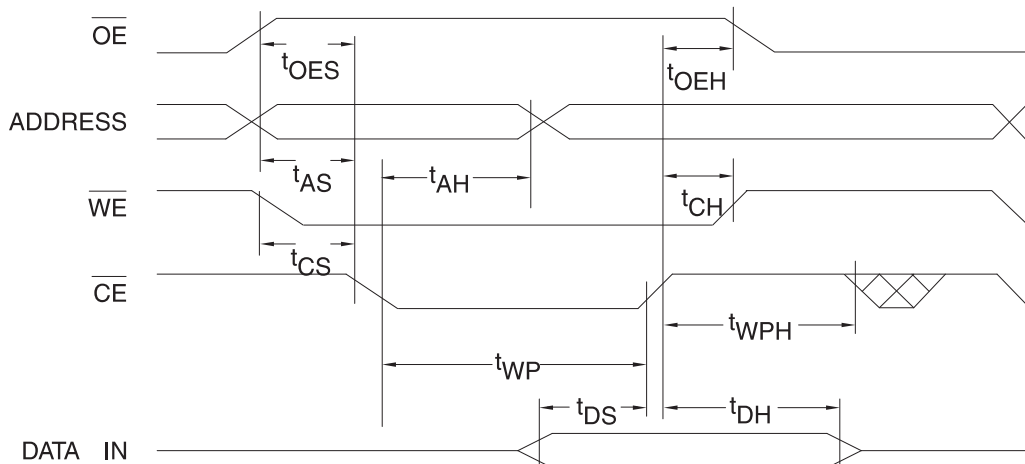 OE
tOES
tOEH
ADDRESS
tAS
tAH
WE
tCH
tCS
CE
tWPH
tWP
tDS
tDH
DATA IN